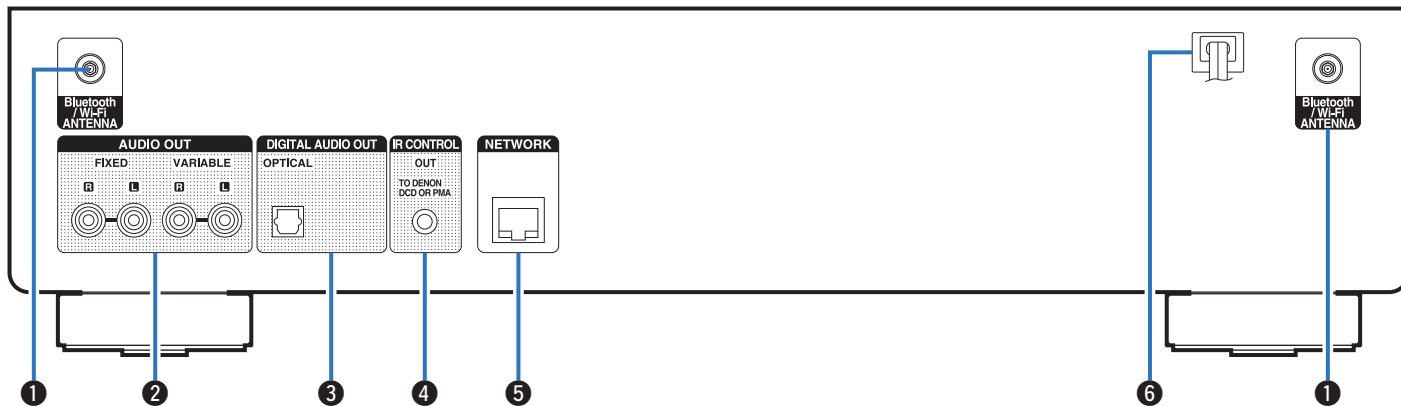 Bluetooth
/ Wi-Fi
ANTENNA
Bluetooth
/ Wi-Fi
ANTENNA
AUDIO OUT
FIXED VARIABLE
R L R L
DIGITAL AUDIO OUT
OPTICAL
IR CONTROL
OUT
TO DENON
DCD OR PMA
NETWORK
1 2 3 4 5 6 1